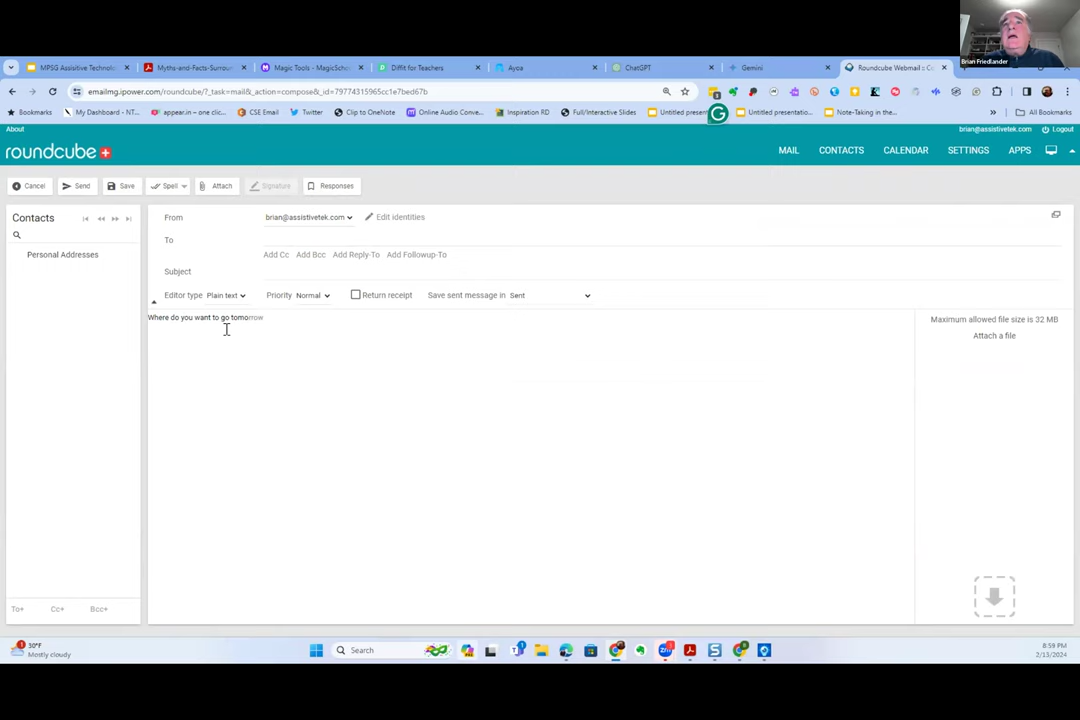 Brian Friedlander
MPSG Assisitive Technolo
Myths-and-Facts-Surrou
Magic Tools - MagicSch
Diffit for Teachers
Ayoa
ChatGPT
Gemini
Roundcube Webmail :: C
emailmg.ipower.com/roundcube/?_task=mail&_action=compose&_id=79774315965cc1e7bed67b
Bookmarks
My Dashboard - NT...
appear.in – one clic...
CSE Email
Twitter
Clip to OneNote
Online Audio Conve...
Inspiration RD
Full/Interactive Slides
Untitled presen
Untitled presentatio...
Note-Taking in the...
All Bookmarks
About
brian@assistivetek.com
Logout
roundcube
MAIL
CONTACTS
CALENDAR
SETTINGS
APPS
Cancel
Send
Save
Spell
Attach
Signature
Responses
Contacts
Personal Addresses
From
brian@assistivetek.com
Edit identities
To
Add Cc
Add Bcc
Add Reply-To
Add Followup-To
Subject
Editor type
Plain text
Priority
Normal
Return receipt
Save sent message in
Sent
Where do you want to go tomorrow
Maximum allowed file size is 32 MB
Attach a file
To+
Cc+
Bcc+
30°F
Mostly cloudy
Search
8:59 PM
2/13/2024